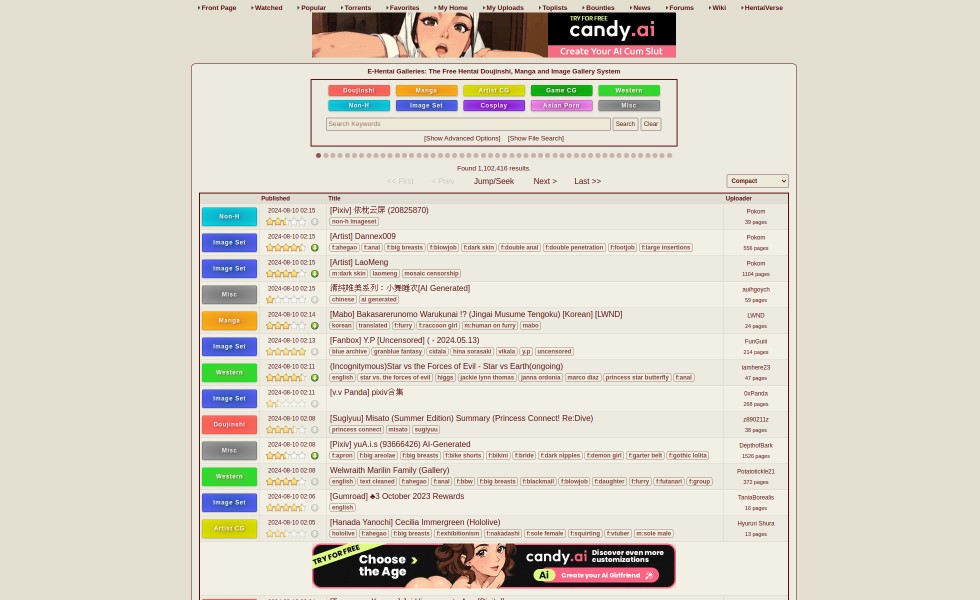 Front Page Watched Popular Torrents Favorites My Home My Uploads Toplists Bounties News Forums Wiki HentaiVerse
TRY FOR FREE
candy.ai
Create Your AI Cum Slut
E-Hentai Galleries: The Free Hentai Doujinshi, Manga and Image Gallery System
Doujinshi Manga Artist CG Game CG Western
Non-H Image Set Cosplay Asian Porn Misc
Search Keywords Search Clear
[Show Advanced Options] [Show File Search]
Found 1,102,416 results.
<< First < Prev Jump/Seek Next > Last >> Compact
Published Title Uploader
Non-H 2024-08-10 02:15 [Pixiv] 依枕云屏 (20825870) Pokom
non-h imageset 39 pages
Image Set 2024-08-10 02:15 [Artist] Dannex009 Pokom
f:ahegao f:anal f:big breasts f:blowjob f:dark skin f:double anal f:double penetration f:footjob f:large insertions 556 pages
Image Set 2024-08-10 02:15 [Artist] LaoMeng Pokom
m:dark skin laomeng mosaic censorship 1104 pages
Misc 2024-08-10 02:15 清纯唯美系列：小舞睡衣[AI Generated] auihgoych
chinese ai generated 59 pages
Manga 2024-08-10 02:14 [Mabo] Bakasarerunomo Warukunai !? (Jingai Musume Tengoku) [Korean] [LWND] LWND
korean translated f:furry f:raccoon girl m:human on furry mabo 24 pages
Image Set 2024-08-10 02:13 [Fanbox] Y.P [Uncensored] ( - 2024.05.13) FunGuili
blue archive granblue fantasy cidala hina sorasaki vikala y.p uncensored 214 pages
Western 2024-08-10 02:11 (Incognitymous)Star vs the Forces of Evil - Star vs Earth(ongoing) iamhere23
english star vs. the forces of evil higgs jackie lynn thomas janna ordonia marco diaz princess star butterfly f:anal 47 pages
Image Set 2024-08-10 02:11 [v.v Panda] pixiv合集 0xPanda
268 pages
Doujinshi 2024-08-10 02:08 [Sugiyuu] Misato (Summer Edition) Summary (Princess Connect! Re:Dive) z890211z
princess connect misato sugiyuu 38 pages
Misc 2024-08-10 02:08 [Pixiv] yuA.i.s (93666426) AI-Generated DepthofBark
f:apron f:big areolae f:big breasts f:bike shorts f:bikini f:bride f:dark nipples f:demon girl f:garter belt f:gothic lolita 1526 pages
Western 2024-08-10 02:08 Welwraith Marilin Family (Gallery) Potatotickle21
english text cleaned f:ahegao f:anal f:bbw f:big breasts f:blackmail f:blowjob f:daughter f:furry f:futanari f:group 372 pages
Image Set 2024-08-10 02:06 [Gumroad] ♣3 October 2023 Rewards TaniaBorealis
english 16 pages
Artist CG 2024-08-10 02:05 [Hanada Yanochi] Cecilia Immergreen (Hololive) Hyururi Shura
hololive f:ahegao f:big breasts f:exhibitionism f:nakadashi f:sole female f:squirting f:vtuber m:sole male 13 pages
TRY FOR FREE
Choose the Age
candy.ai Discover even more customizations
Ai Create your AI Girlfriend